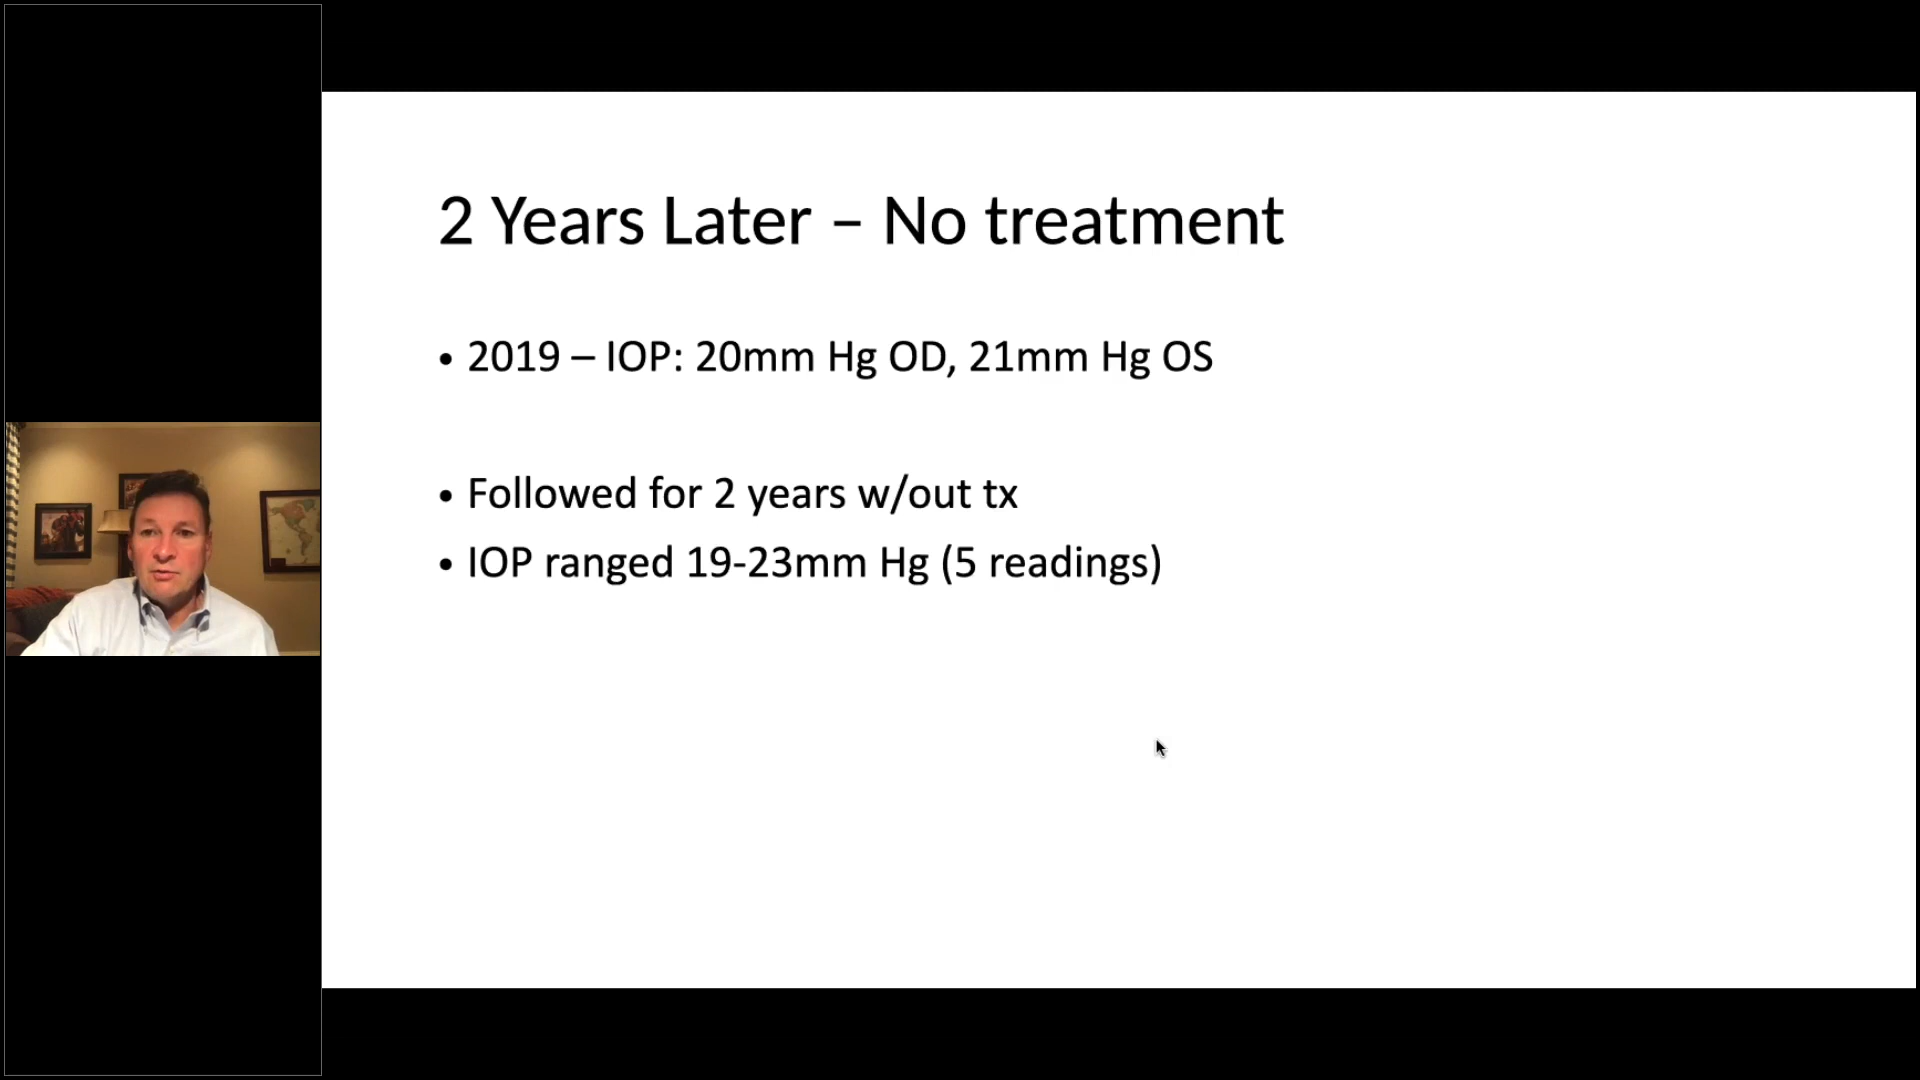 2 Years Later – No treatment
• 2019 – IOP: 20mm Hg OD, 21mm Hg OS
• Followed for 2 years w/out tx
• IOP ranged 19-23mm Hg (5 readings)